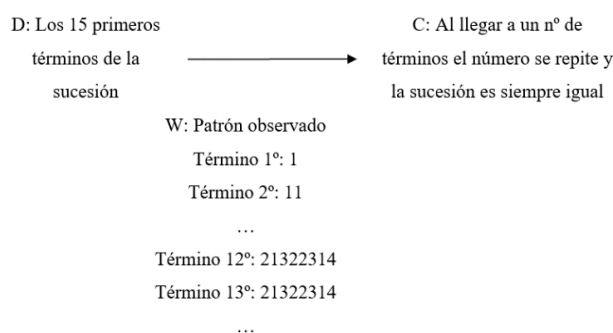 D: Los 15 primeros
términos de la
sucesión
C: Al llegar a un nº de
términos el número se repite y
la sucesión es siempre igual
W: Patrón observado
Término 1º: 1
Término 2º: 11
…
Término 12º: 21322314
Término 13º: 21322314
…